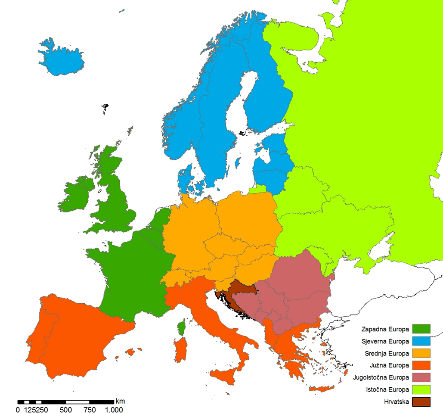 Zapadna Europa
Sjeverna Europa
Srednja Europa
Južna Europa
Jugoistočna Europa
Istočna Europa
Hrvatska
km
0 125250 500 750 1.000